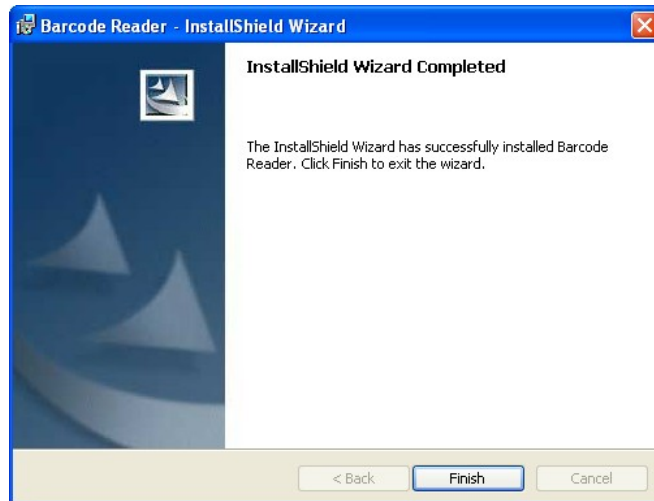 Barcode Reader - InstallShield Wizard
InstallShield Wizard Completed
The InstallShield Wizard has successfully installed Barcode
Reader. Click Finish to exit the wizard.
< Back
Finish
Cancel